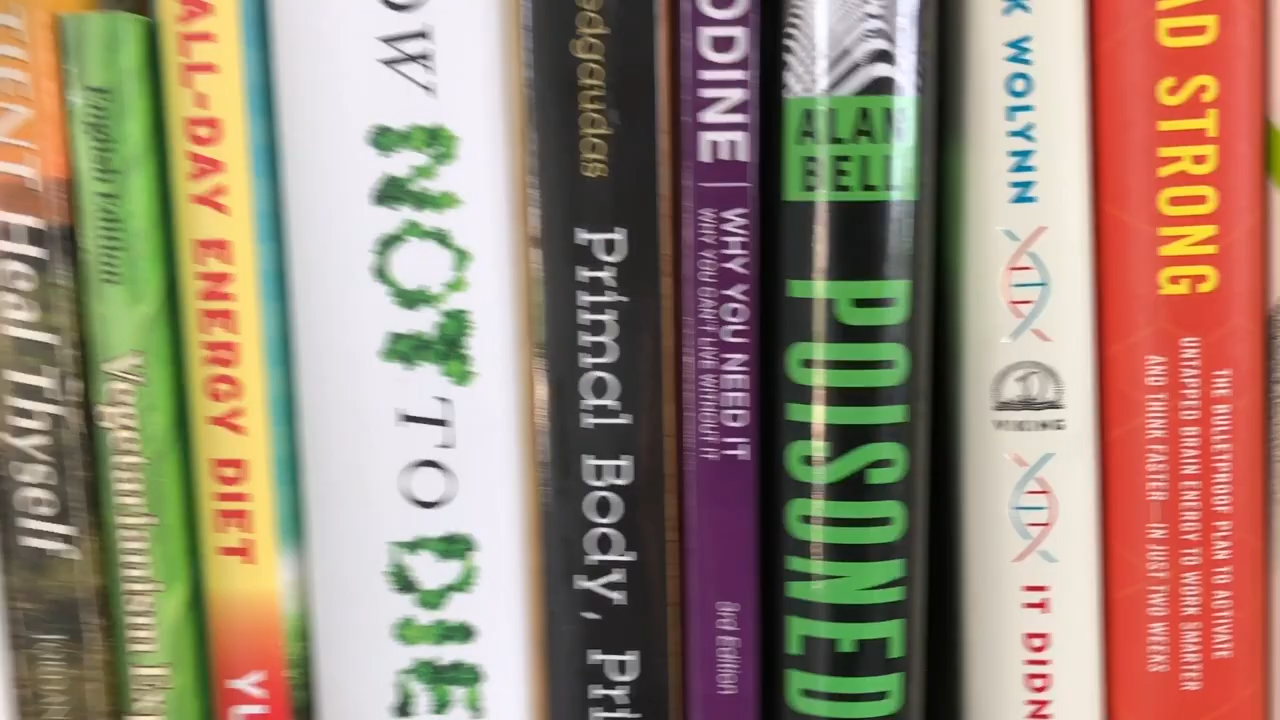 Heal Thyself
Vegetarianism
ALL-DAY ENERGY DIET
OW NOT TO DIE
edgaudas
Primal Body, Pri
ODINE | WHY YOU NEED IT
WHY YOU CAN'T LIVE WITHOUT IT
3rd Edition
ALAN
BELL
POISONED
K WOLYNN
VIKING
IT DIDN
AD STRONG
THE BULLETPROOF PLAN TO ACTIVATE
UNTAPPED BRAIN ENERGY TO WORK SMARTER
AND THINK FASTER—IN JUST TWO WEEKS